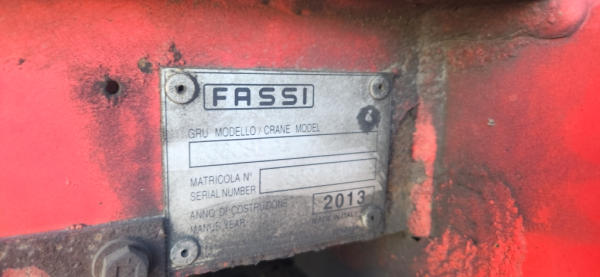 FASSI
GRU MODELLO / CRANE MODEL
MATRICOLA N°
SERIAL NUMBER
ANNO DI COSTRUZIONE 2013
MANUF. YEAR MADE IN ITALY